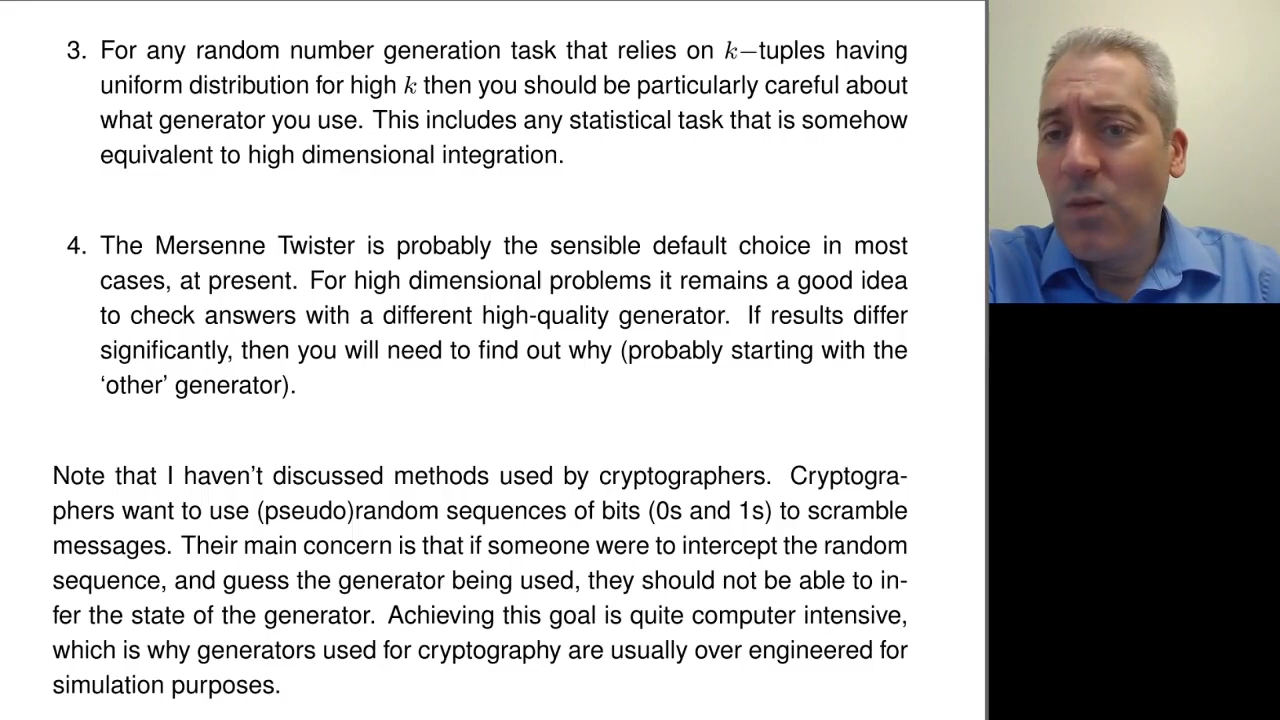 3. For any random number generation task that relies on k−tuples having
uniform distribution for high k then you should be particularly careful about
what generator you use. This includes any statistical task that is somehow
equivalent to high dimensional integration.
4. The Mersenne Twister is probably the sensible default choice in most
cases, at present. For high dimensional problems it remains a good idea
to check answers with a different high-quality generator. If results differ
significantly, then you will need to find out why (probably starting with the
‘other’ generator).
Note that I haven’t discussed methods used by cryptographers. Cryptogra-
phers want to use (pseudo)random sequences of bits (0s and 1s) to scramble
messages. Their main concern is that if someone were to intercept the random
sequence, and guess the generator being used, they should not be able to in-
fer the state of the generator. Achieving this goal is quite computer intensive,
which is why generators used for cryptography are usually over engineered for
simulation purposes.